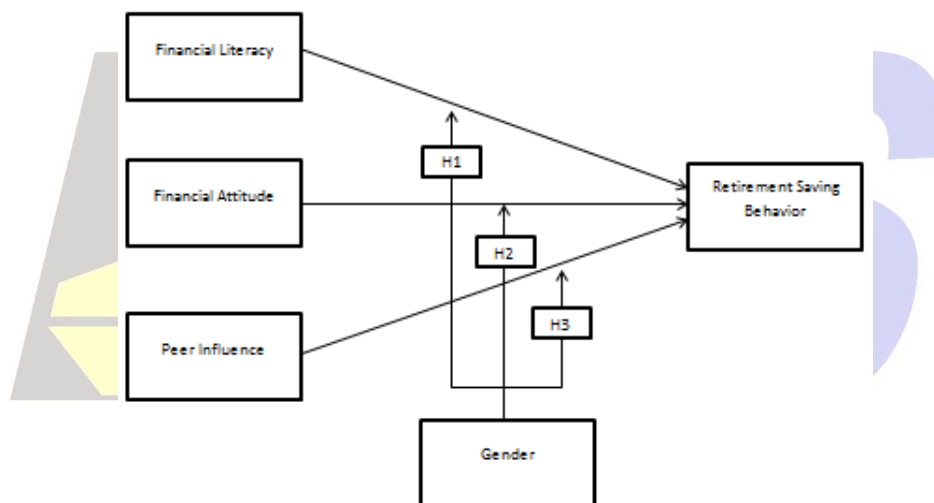 Financial Literacy
H1
Financial Attitude
Retirement Saving
Behavior
H2
H3
Peer Influence
Gender